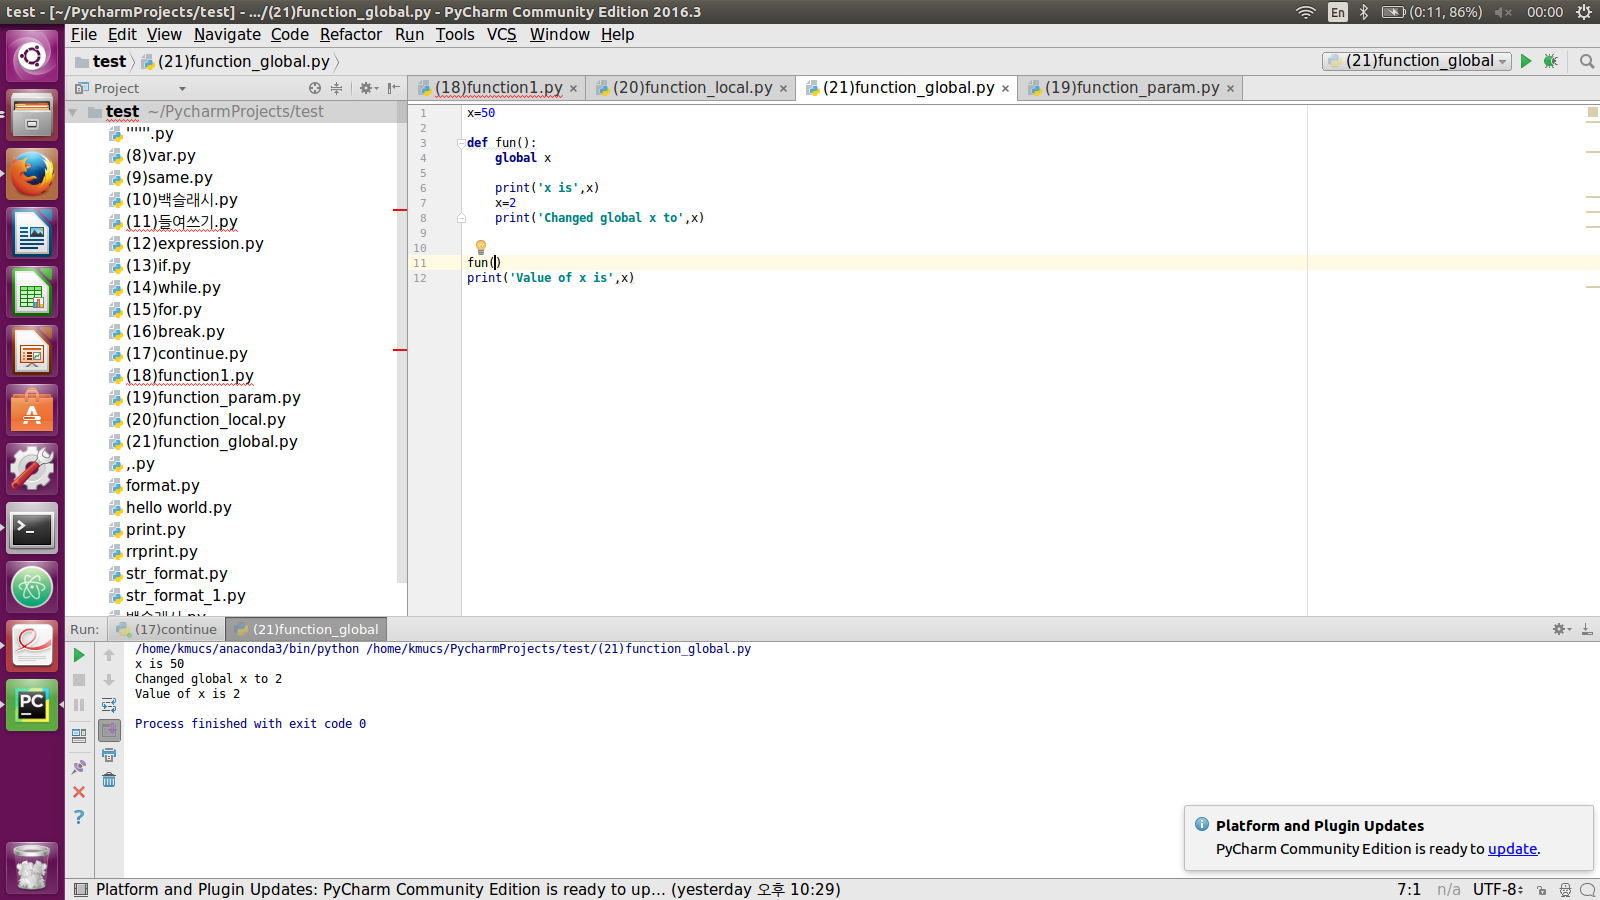 test - [~/PycharmProjects/test] - .../(21)function_global.py - PyCharm Community Edition 2016.3
En
(0:11, 86%)
00:00
File Edit View Navigate Code Refactor Run Tools VCS Window Help
test
(21)function_global.py
(21)function_global
Project
(18)function1.py
(20)function_local.py
(21)function_global.py
(19)function_param.py
test ~/PycharmProjects/test
""""".py
(8)var.py
(9)same.py
(10)백슬래시.py
(11)들여쓰기.py
(12)expression.py
(13)if.py
(14)while.py
(15)for.py
(16)break.py
(17)continue.py
(18)function1.py
(19)function_param.py
(20)function_local.py
(21)function_global.py
,.py
format.py
hello world.py
print.py
rrprint.py
str_format.py
str_format_1.py
1 x=50
2
3 def fun():
4 global x
5
6 print('x is',x)
7 x=2
8 print('Changed global x to',x)
9
10
11 fun()
12 print('Value of x is',x)
Run:
(17)continue
(21)function_global
/home/kmucs/anaconda3/bin/python /home/kmucs/PycharmProjects/test/(21)function_global.py
x is 50
Changed global x to 2
Value of x is 2
Process finished with exit code 0
PC
Platform and Plugin Updates
PyCharm Community Edition is ready to update.
Platform and Plugin Updates: PyCharm Community Edition is ready to up... (yesterday 오후 10:29)
7:1 n/a UTF-8